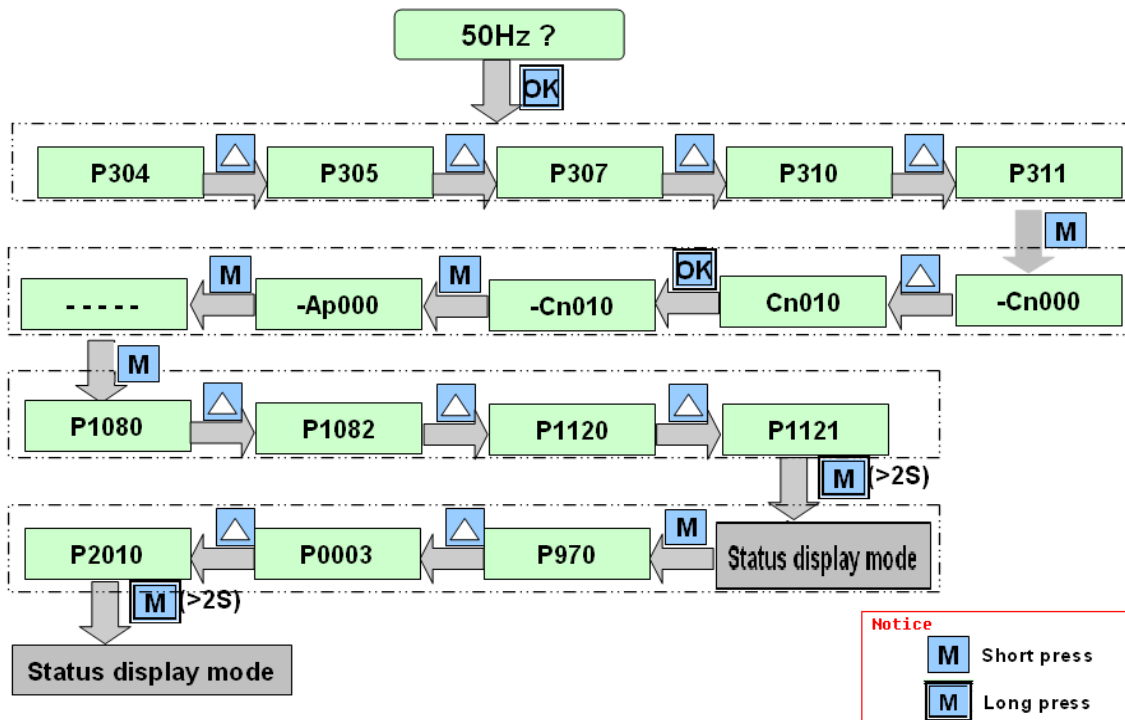 50Hz ?
OK
P304
P305
P307
P310
P311
M
-Cn000
Cn010
OK
-Cn010
M
-Ap000
M
- - - - -
M
P1080
P1082
P1120
P1121
M (>2S)
Status display mode
M
P970
P0003
P2010
M (>2S)
Status display mode
Notice
M Short press
M Long press